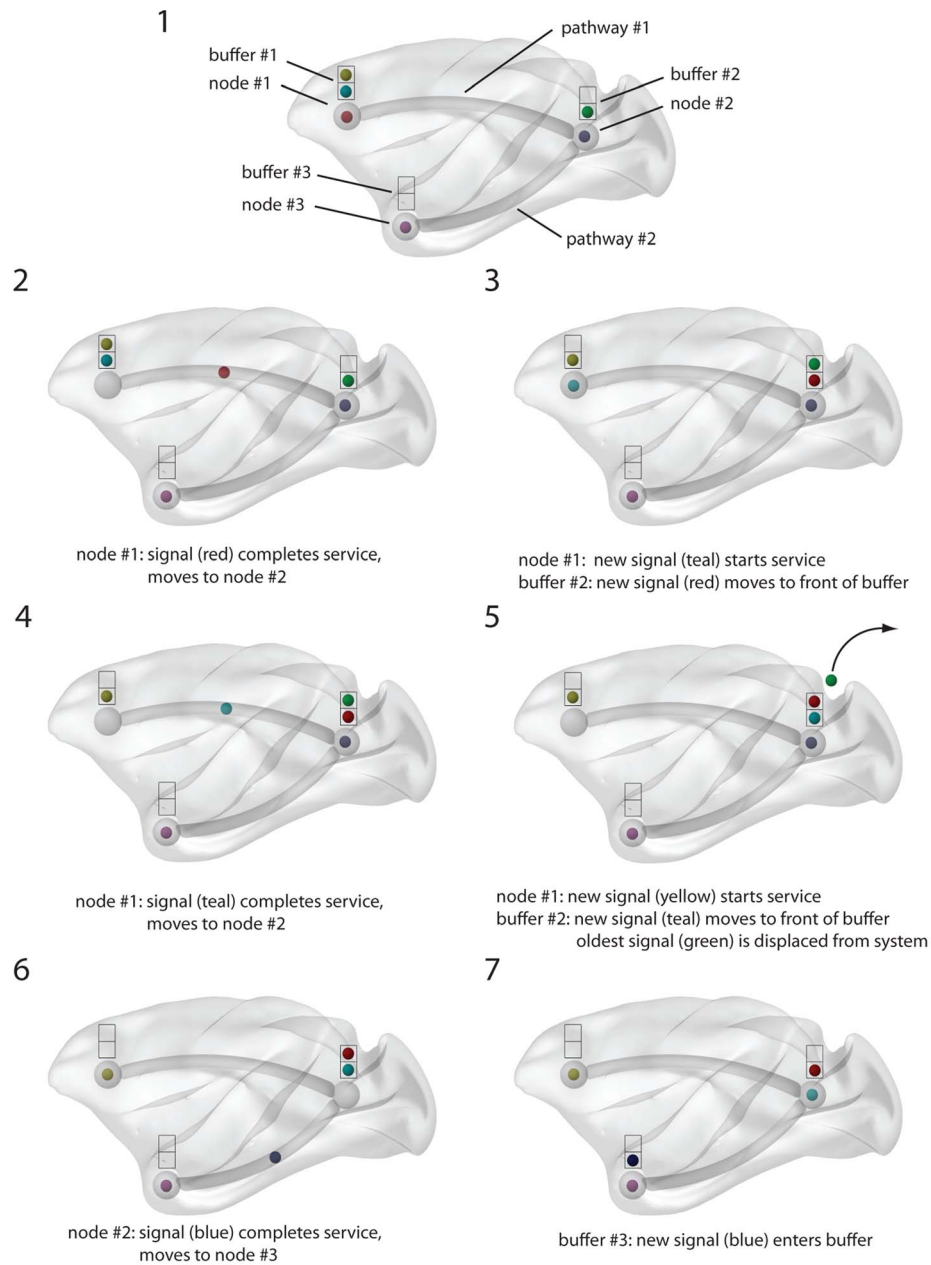 1
pathway #1
buffer #1
node #1
buffer #2
node #2
buffer #3
node #3
pathway #2
2
3
node #1: signal (red) completes service,
moves to node #2
node #1: new signal (teal) starts service
buffer #2: new signal (red) moves to front of buffer
4
5
node #1: signal (teal) completes service,
moves to node #2
node #1: new signal (yellow) starts service
buffer #2: new signal (teal) moves to front of buffer
oldest signal (green) is displaced from system
6
7
node #2: signal (blue) completes service,
moves to node #3
buffer #3: new signal (blue) enters buffer